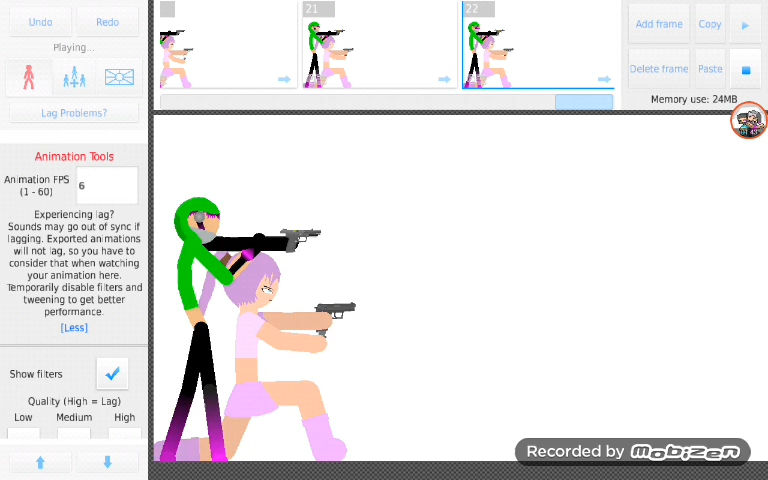 Undo
Redo
Playing...
Lag Problems?
21
22
Add frame
Copy
Delete frame
Paste
Memory use: 24MB
Animation Tools
Animation FPS
(1 - 60)
6
Experiencing lag?
Sounds may go out of sync if
lagging. Exported animations
will not lag, so you have to
consider that when watching
your animation here.
Temporarily disable filters and
tweening to get better
performance.
[Less]
Show filters
Quality (High = Lag)
Low
Medium
High
Recorded by Mobizen